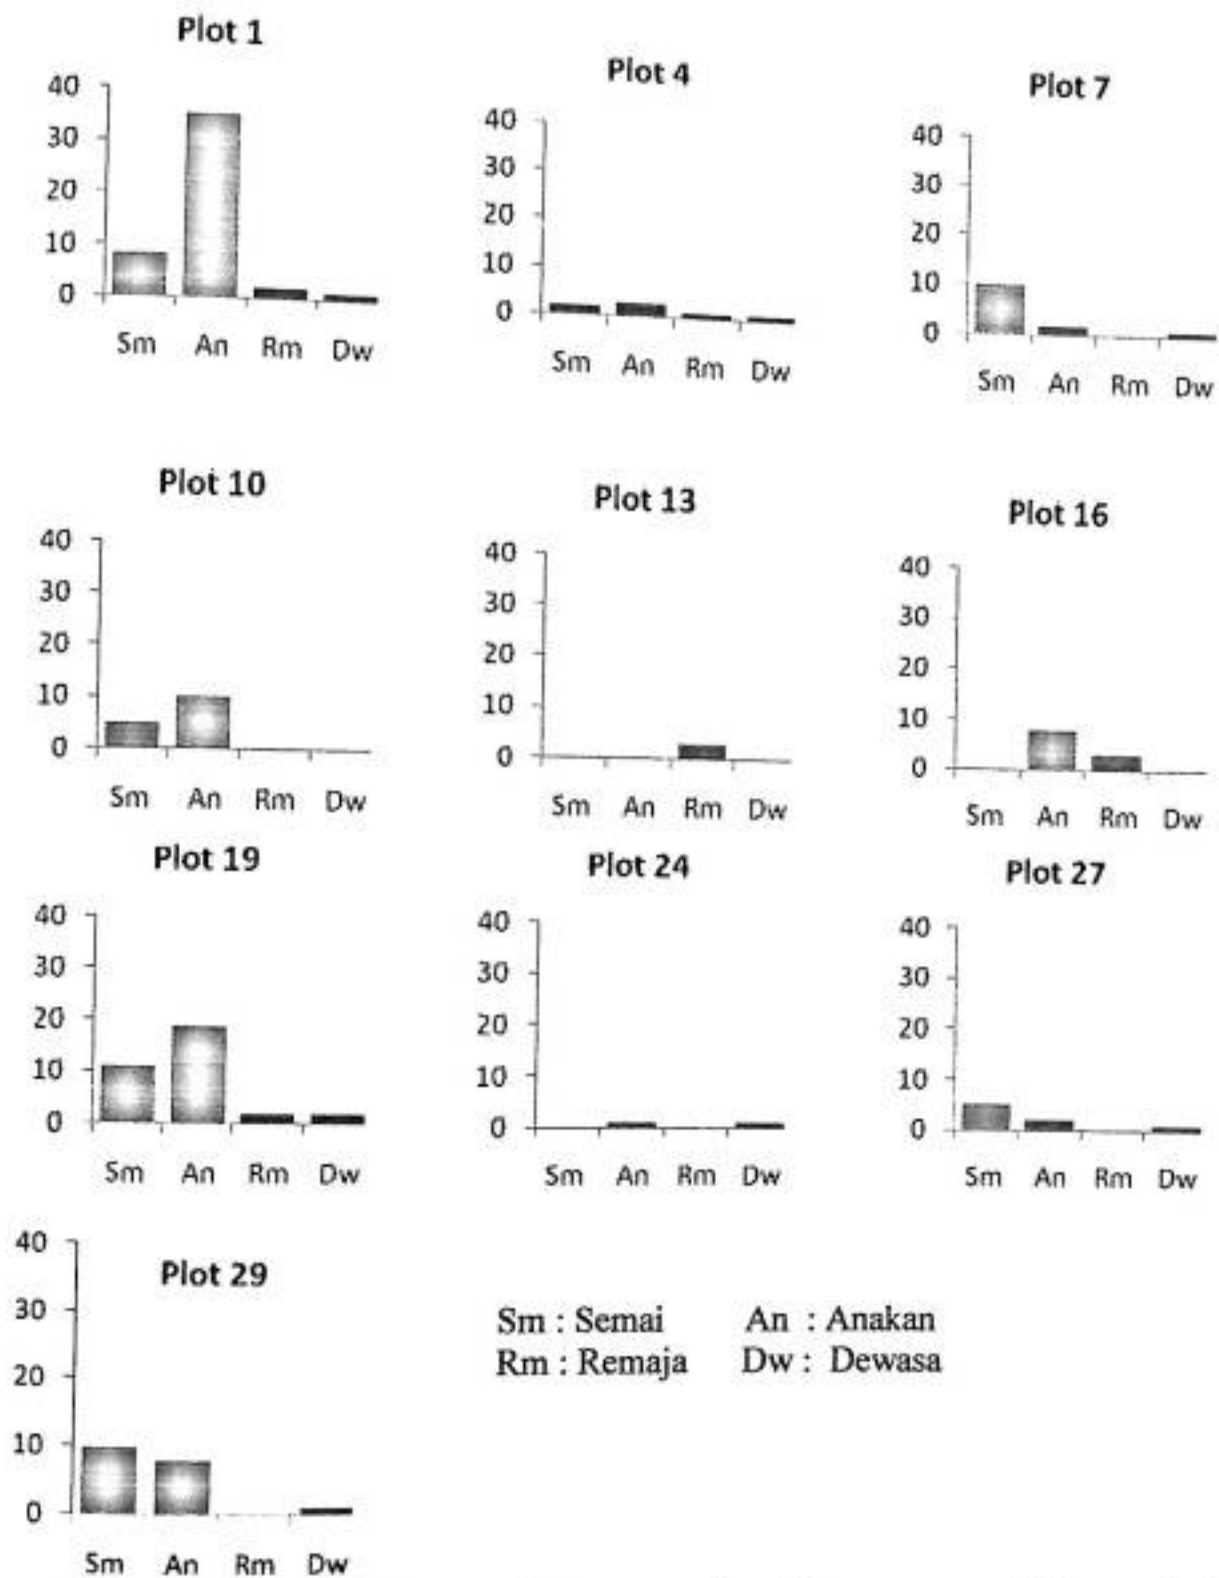 Plot 1
40
30
20
10
0
Sm An Rm Dw
Plot 4
40
30
20
10
0
Sm An Rm Dw
Plot 7
40
30
20
10
0
Sm An Rm Dw
Plot 10
40
30
20
10
0
Sm An Rm Dw
Plot 13
40
30
20
10
0
Sm An Rm Dw
Plot 16
40
30
20
10
0
Sm An Rm Dw
Plot 19
40
30
20
10
0
Sm An Rm Dw
Plot 24
40
30
20
10
0
Sm An Rm Dw
Plot 27
40
30
20
10
0
Sm An Rm Dw
Plot 29
40
30
20
10
0
Sm An Rm Dw
Sm : Semai An : Anakan
Rm : Remaja Dw : Dewasa